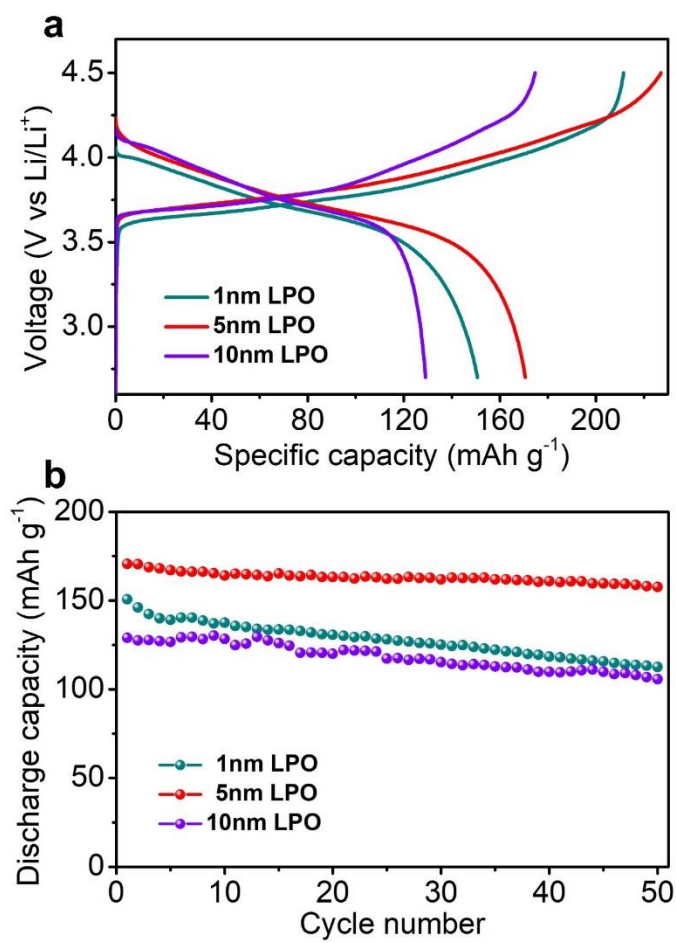 a
Voltage (V vs Li/Li⁺)
4.5
4.0
3.5
3.0
1nm LPO
5nm LPO
10nm LPO
0 40 80 120 160 200
Specific capacity (mAh g⁻¹)
b
Discharge capacity (mAh g⁻¹)
200
150
100
50
0
1nm LPO
5nm LPO
10nm LPO
0 10 20 30 40 50
Cycle number